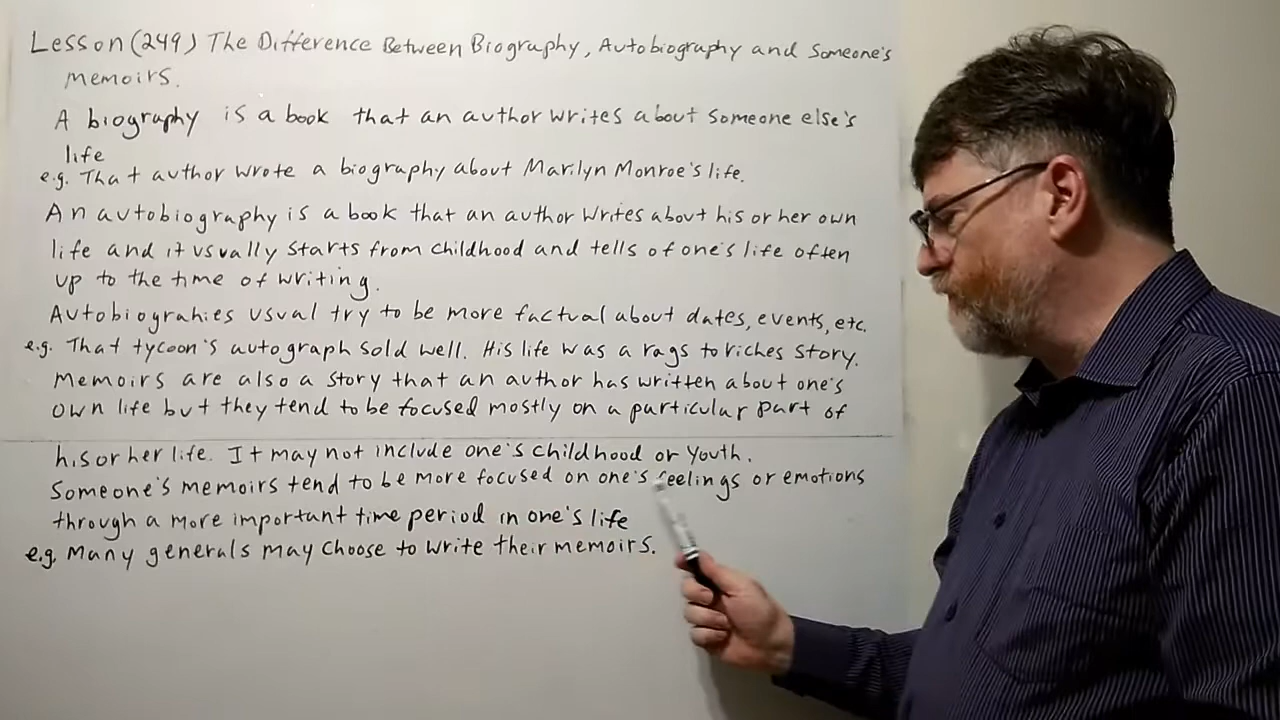 Lesson (249) The Difference Between Biography, Autobiography and Someone's
Memoirs.
A biography is a book that an author writes about someone else's
life
e.g. That author wrote a biography about Marilyn Monroe's life.
An autobiography is a book that an author writes about his or her own
life and it usually starts from childhood and tells of one's life often
up to the time of writing.
Autobiograhies usual try to be more factual about dates, events, etc.
e.g. That tycoon's autograph sold well. His life was a rags to riches story.
Memoirs are also a story that an author has written about one's
own life but they tend to be focused mostly on a particular part of
his or her life. It may not include one's childhood or youth.
Someone's memoirs tend to be more focused on one's feelings or emotions
through a more important time period in one's life
e.g. Many generals may choose to write their memoirs.